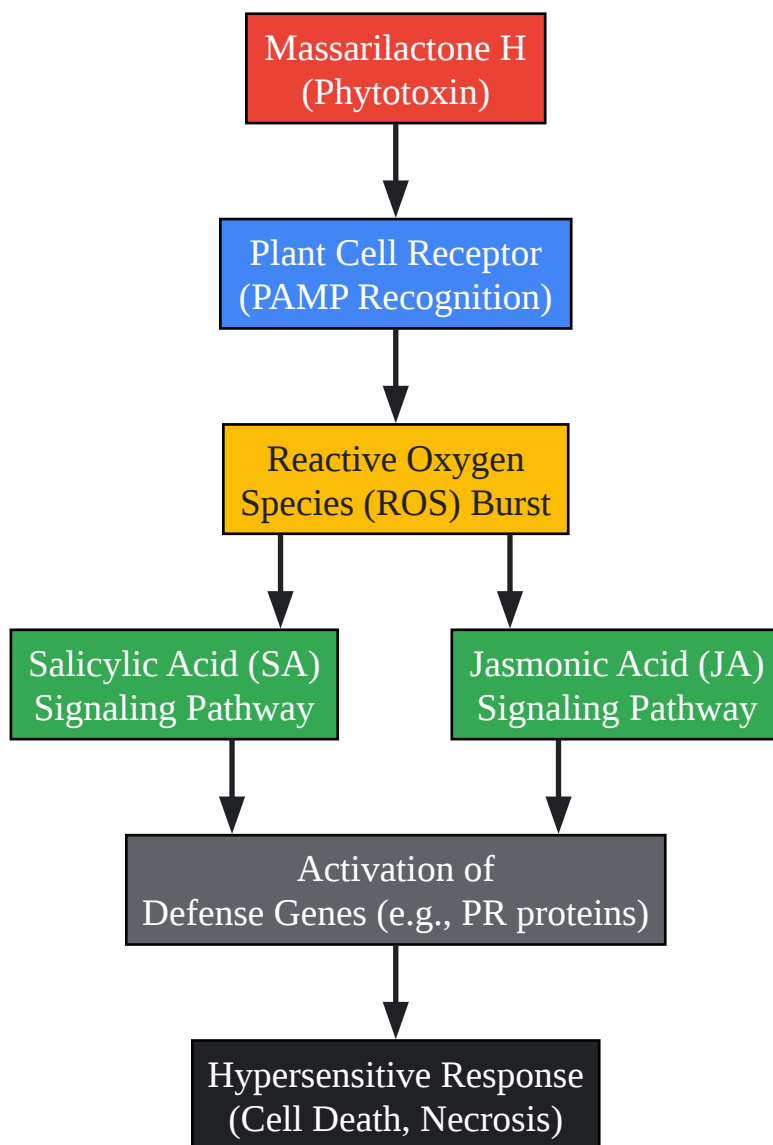 Massarilactone H
(Phytotoxin)
Plant Cell Receptor
(PAMP Recognition)
Reactive Oxygen
Species (ROS) Burst
Salicylic Acid (SA)
Signaling Pathway
Jasmonic Acid (JA)
Signaling Pathway
Activation of
Defense Genes (e.g., PR proteins)
Hypersensitive Response
(Cell Death, Necrosis)